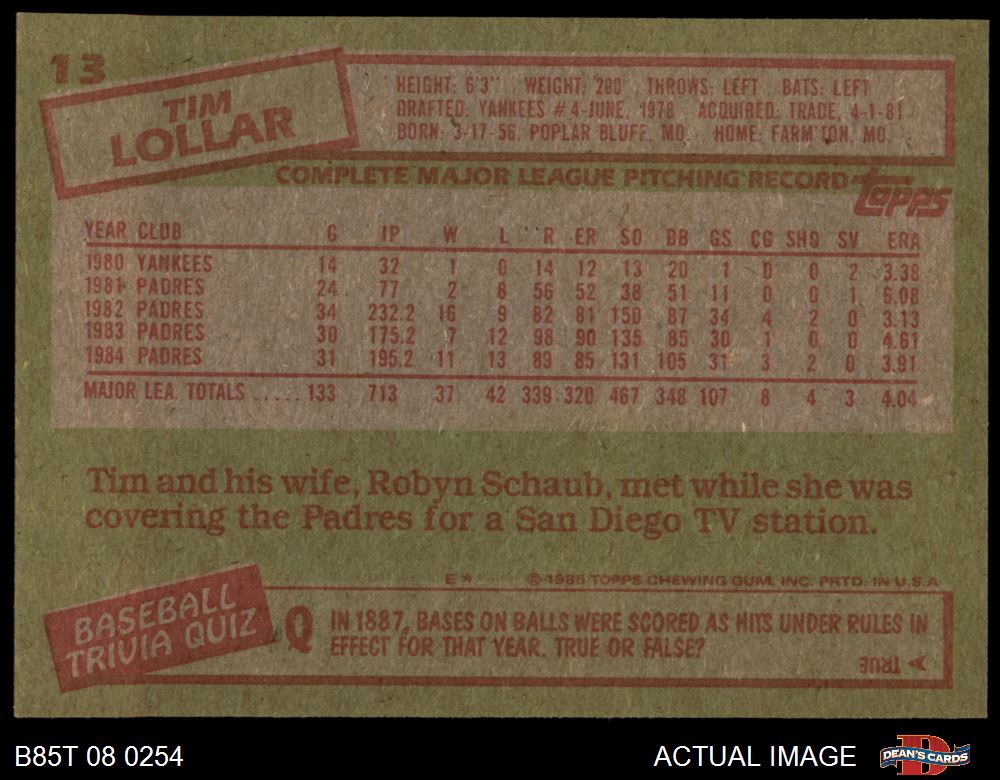 13
TIM
LOLLAR
HEIGHT: 6'3" WEIGHT: 200 THROWS: LEFT BATS: LEFT
DRAFTED: YANKEES #4-JUNE, 1978 ACQUIRED: TRADE, 4-1-81
BORN: 3-17-56, POPLAR BLUFF, MO. HOME: FARM'TON, MO.
COMPLETE MAJOR LEAGUE PITCHING RECORD
TOPPS
YEAR CLUB G IP W L R ER SO BB GS CG SHO SV ERA
1980 YANKEES 14 32 1 0 14 12 13 20 1 0 0 2 3.38
1981 PADRES 24 77 2 8 56 52 38 51 11 0 0 1 6.08
1982 PADRES 34 232.2 16 9 82 81 150 87 34 4 2 0 3.13
1983 PADRES 30 175.2 7 12 98 90 135 85 30 1 0 0 4.61
1984 PADRES 31 195.2 11 13 89 85 131 105 31 3 2 0 3.91
MAJOR LEA. TOTALS ..... 133 713 37 42 339 320 467 348 107 8 4 3 4.04
Tim and his wife, Robyn Schaub, met while she was
covering the Padres for a San Diego TV station.
E* © 1985 TOPPS CHEWING GUM, INC. PRTD. IN U.S.A
BASEBALL
TRIVIA QUIZ
Q IN 1887, BASES ON BALLS WERE SCORED AS HITS UNDER RULES IN
EFFECT FOR THAT YEAR. TRUE OR FALSE?
A TRUE
B85T 08 0254
ACTUAL IMAGE
DEAN'S CARDS